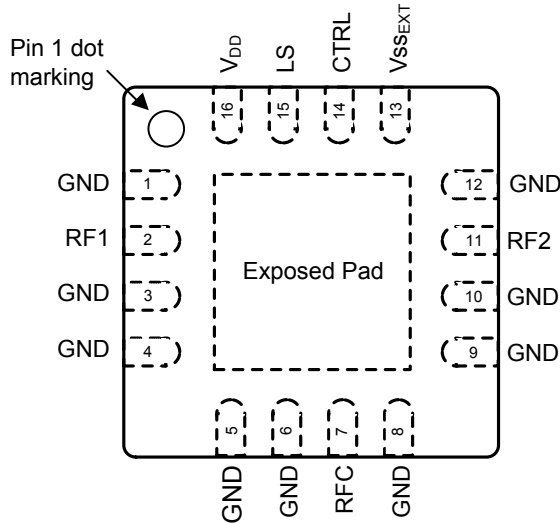 Pin 1 dot
marking
VDD
LS
CTRL
VssEXT
16
15
14
13
GND
1
12
GND
RF1
2
11
RF2
GND
3
10
GND
GND
4
9
GND
Exposed Pad
5
6
7
8
GND
GND
RFC
GND